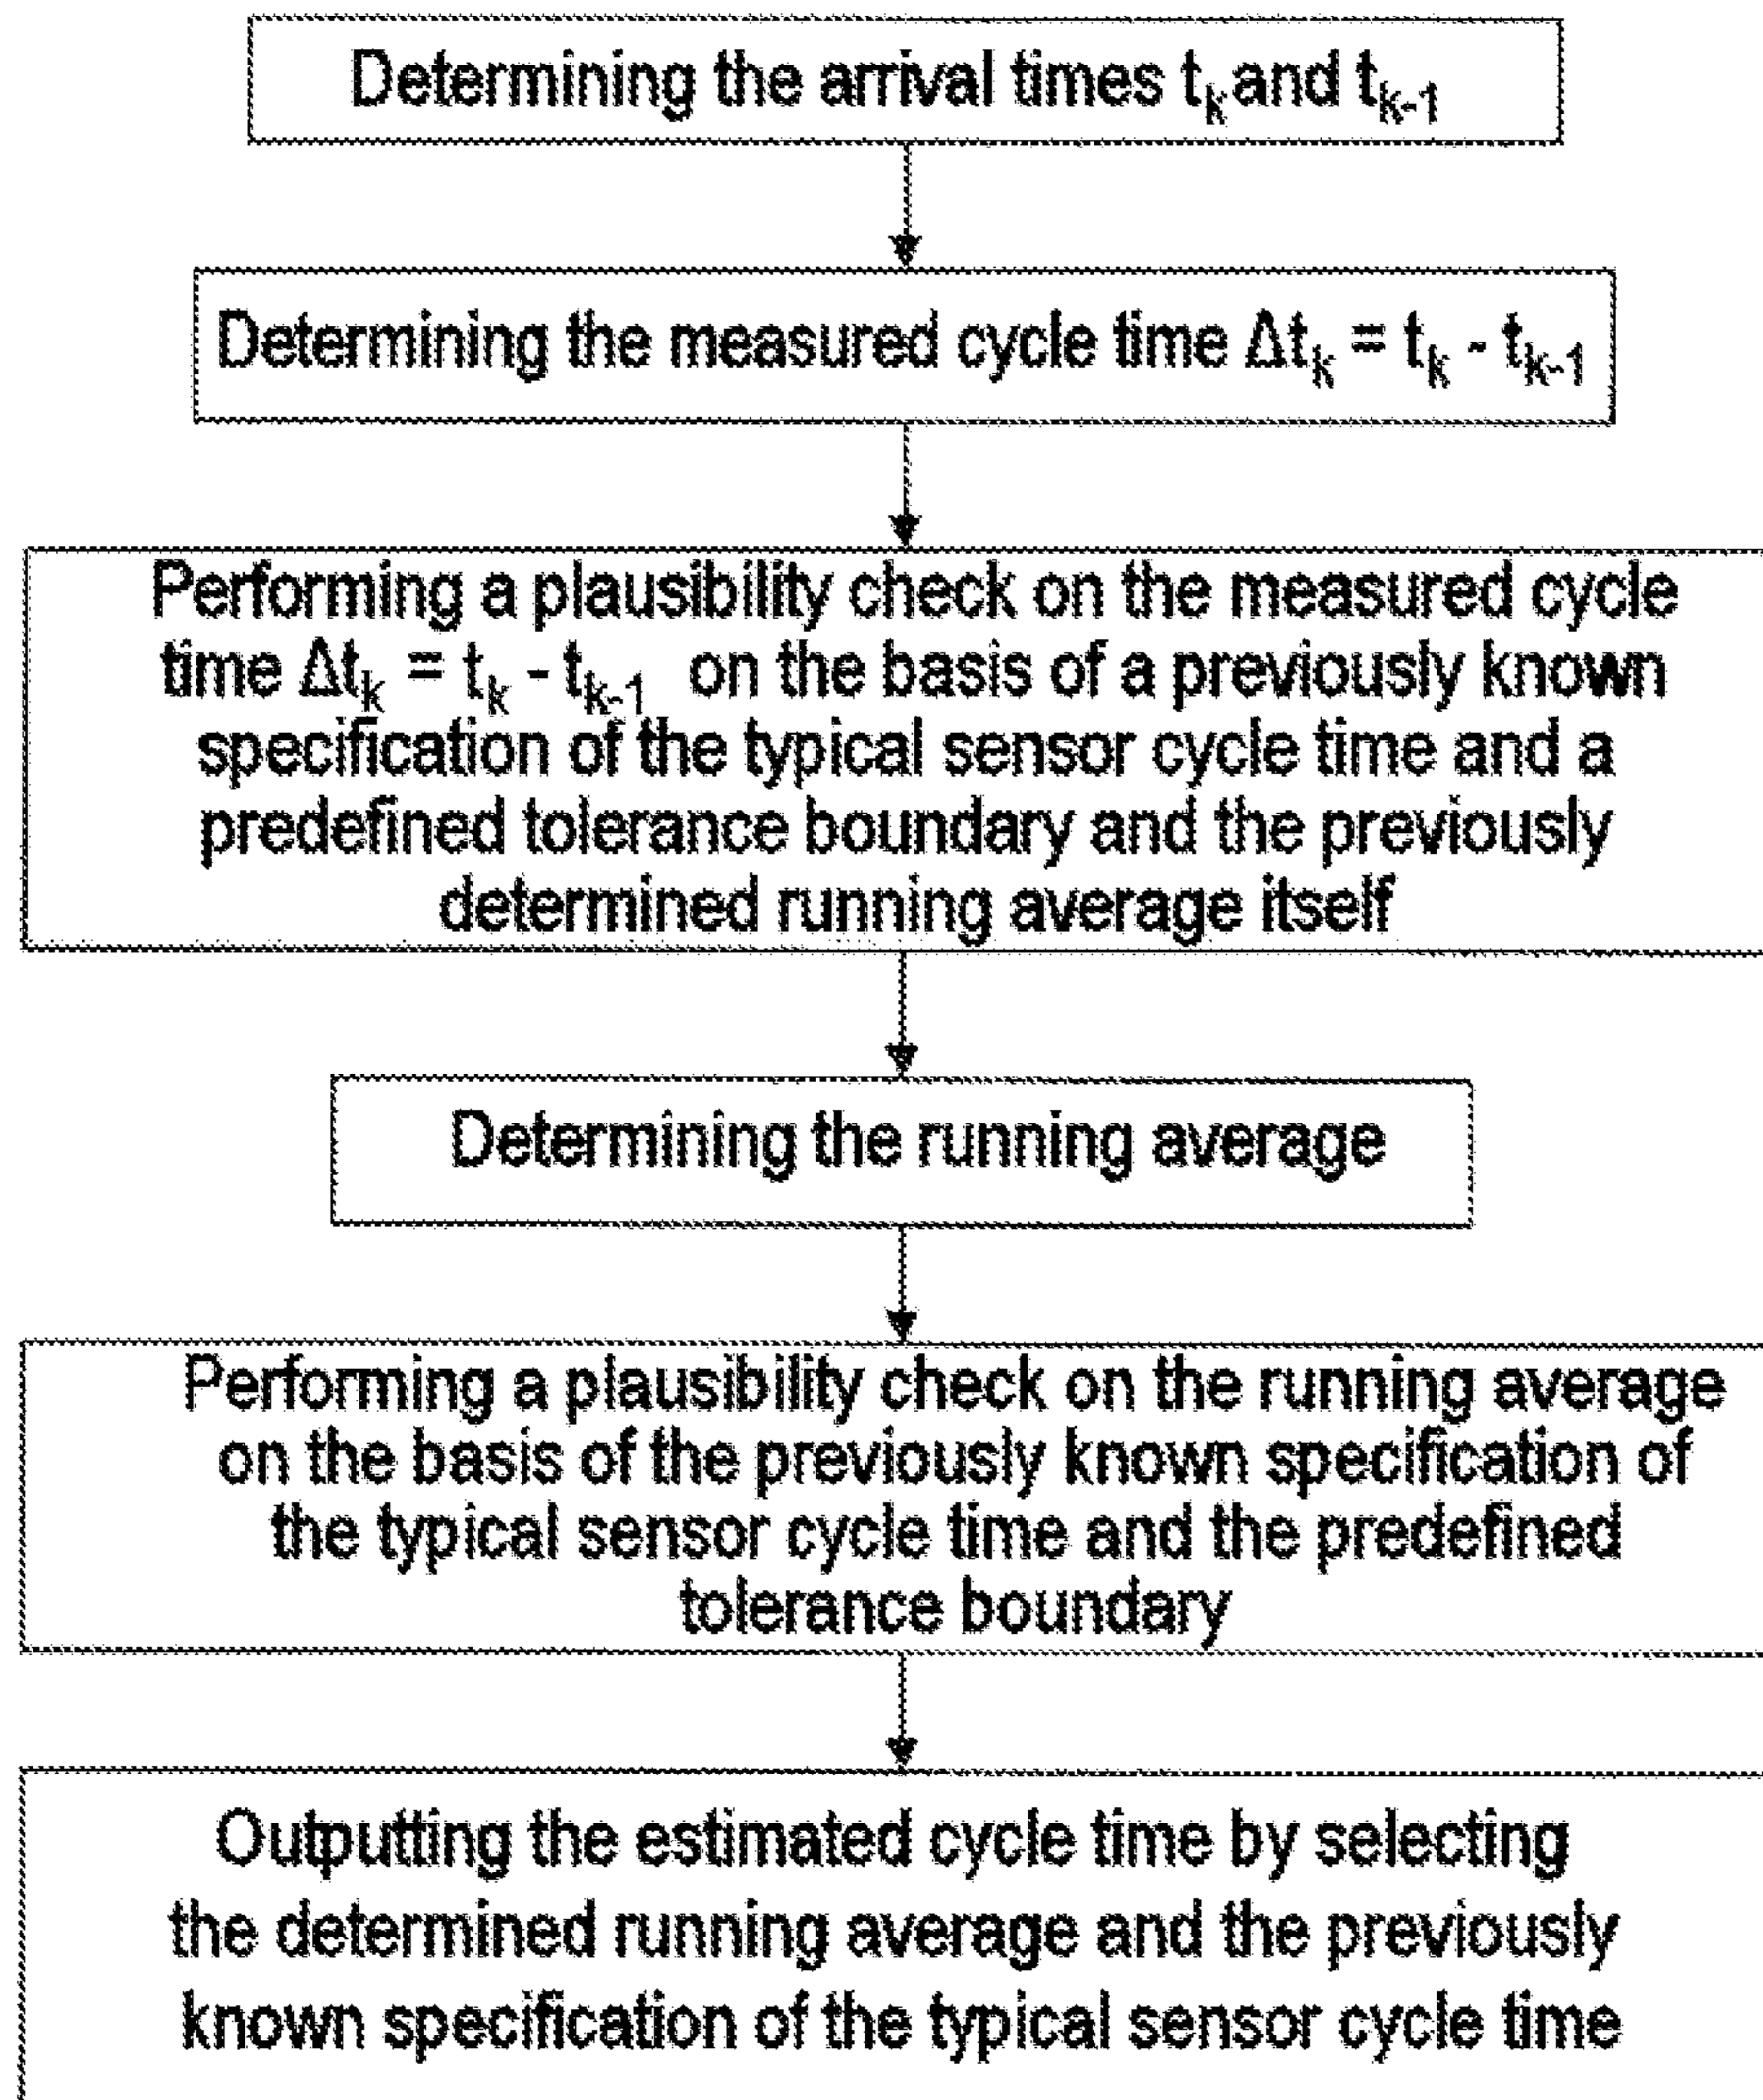 Determining the arrival times tₖ and tₖ₋₁
Determining the measured cycle time Δtₖ = tₖ - tₖ₋₁
Performing a plausibility check on the measured cycle
time Δtₖ = tₖ - tₖ₋₁ on the basis of a previously known
specification of the typical sensor cycle time and a
predefined tolerance boundary and the previously
determined running average itself
Determining the running average
Performing a plausibility check on the running average
on the basis of the previously known specification of
the typical sensor cycle time and the predefined
tolerance boundary
Outputting the estimated cycle time by selecting
the determined running average and the previously
known specification of the typical sensor cycle time